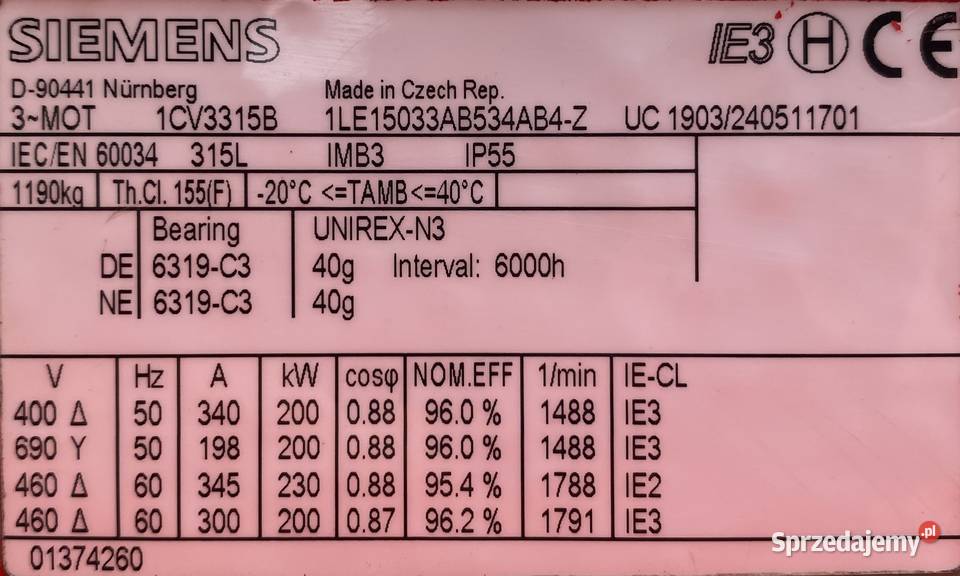 SIEMENS IE3 H CE
D-90441 Nürnberg Made in Czech Rep.
3~MOT 1CV3315B 1LE15033AB534AB4-Z UC 1903/240511701
IEC/EN 60034 315L IMB3 IP55
1190kg Th.Cl. 155(F) -20°C <=TAMB<=40°C
Bearing UNIREX-N3
DE 6319-C3 40g Interval: 6000h
NE 6319-C3 40g
V Hz A kW cosφ NOM.EFF 1/min IE-CL
400 Δ 50 340 200 0.88 96.0 % 1488 IE3
690 Y 50 198 200 0.88 96.0 % 1488 IE3
460 Δ 60 345 230 0.88 95.4 % 1788 IE2
460 Δ 60 300 200 0.87 96.2 % 1791 IE3
01374260
Sprzedajemy.pl